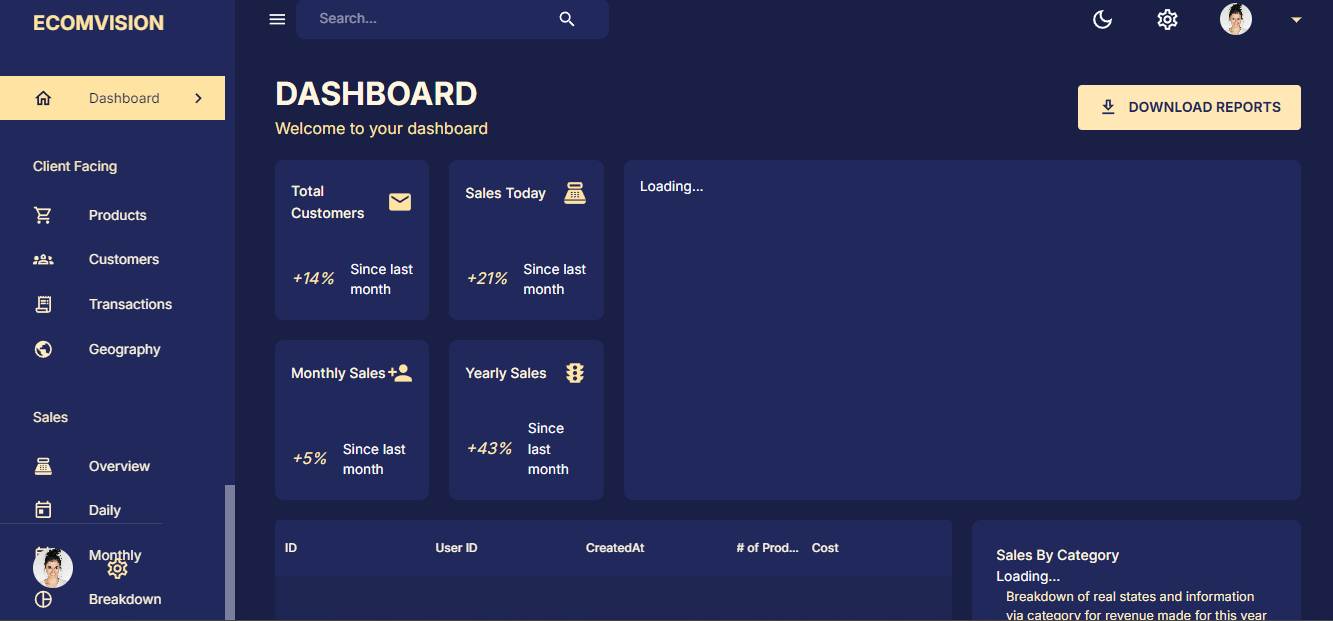 ECOMVISION
Search...
Dashboard
Client Facing
Products
Customers
Transactions
Geography
Sales
Overview
Daily
Monthly
Breakdown
DASHBOARD
Welcome to your dashboard
DOWNLOAD REPORTS
Total
Customers
+14%
Since last
month
Sales Today
+21%
Since last
month
Loading...
Monthly Sales
+5%
Since last
month
Yearly Sales
+43%
Since
last
month
ID
User ID
CreatedAt
# of Prod...
Cost
Sales By Category
Loading...
Breakdown of real states and information
via category for revenue made for this year